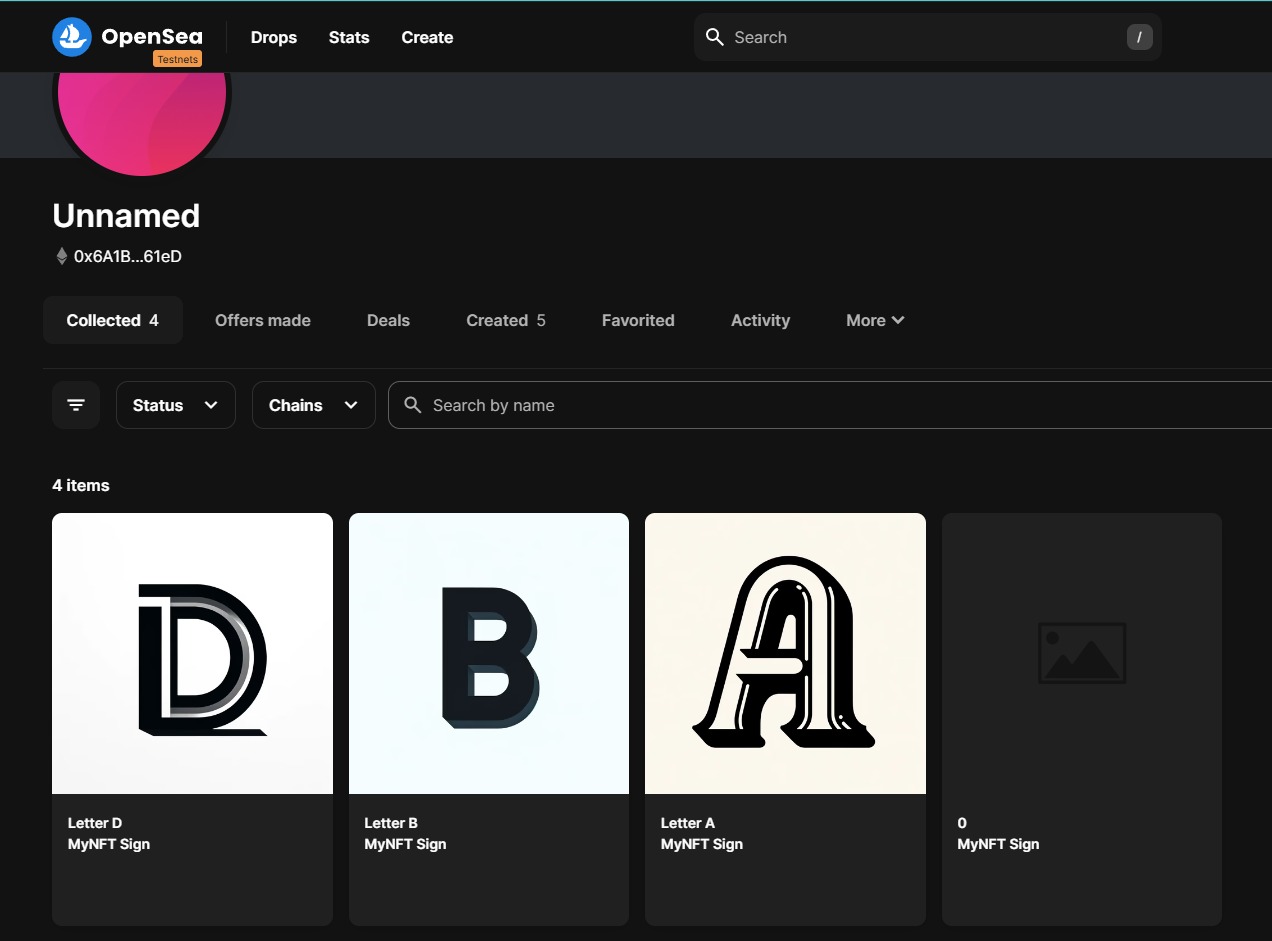 OpenSea
Testnets
Drops Stats Create
Search /
Unnamed
0x6A1B...61eD
Collected 4 Offers made Deals Created 5 Favorited Activity More
Status Chains Search by name
4 items
D B A
Letter D Letter B Letter A 0
MyNFT Sign MyNFT Sign MyNFT Sign MyNFT Sign